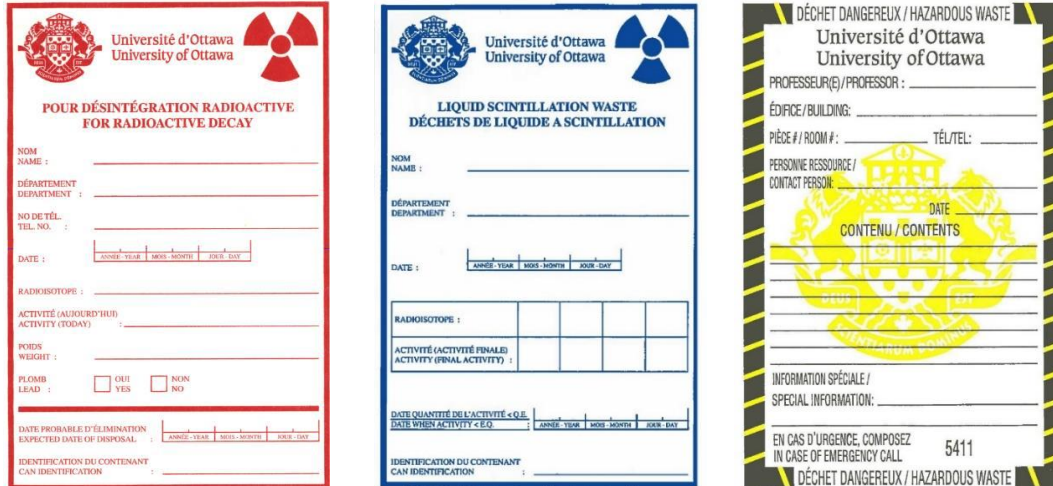 Université d'Ottawa
University of Ottawa
POUR DÉSINTÉGRATION RADIOACTIVE
FOR RADIOACTIVE DECAY
NOM
NAME :
DÉPARTEMENT
DEPARTMENT :
NO DE TÉL.
TEL. NO. :
DATE :
ANNÉE - YEAR MOIS - MONTH JOUR - DAY
RADIOISOTOPE :
ACTIVITÉ (AUJOURD'HUI)
ACTIVITY (TODAY) :
POIDS
WEIGHT :
PLOMB OUI NON
LEAD : YES NO
DATE PROBABLE D'ÉLIMINATION
EXPECTED DATE OF DISPOSAL : ANNÉE - YEAR MOIS - MONTH JOUR - DAY
IDENTIFICATION DU CONTENANT
CAN IDENTIFICATION :
Université d'Ottawa
University of Ottawa
LIQUID SCINTILLATION WASTE
DÉCHETS DE LIQUIDE A SCINTILLATION
NOM
NAME :
DÉPARTEMENT
DEPARTMENT :
DATE : ANNÉE - YEAR MOIS - MONTH JOUR - DAY
RADIOISOTOPE :
ACTIVITÉ (ACTIVITÉ FINALE)
ACTIVITY (FINAL ACTIVITY) :
DATE QUANTITÉ DE L'ACTIVITÉ < Q.E.
DATE WHEN ACTIVITY < E.Q. : ANNÉE - YEAR MOIS - MONTH JOUR - DAY
IDENTIFICATION DU CONTENANT
CAN IDENTIFICATION :
DÉCHET DANGEREUX / HAZARDOUS WASTE
Université d'Ottawa
University of Ottawa
PROFESSEUR(E)/PROFESSOR :
ÉDIFICE/BUILDING:
PIÈCE # / ROOM # : TÉL/TEL:
PERSONNE RESSOURCE /
CONTACT PERSON:
DATE
CONTENU / CONTENTS
DEUS EST
SCIENTIARUM DOMINUS
INFORMATION SPÉCIALE /
SPECIAL INFORMATION:
EN CAS D'URGENCE, COMPOSEZ
IN CASE OF EMERGENCY CALL 5411
DÉCHET DANGEREUX / HAZARDOUS WASTE